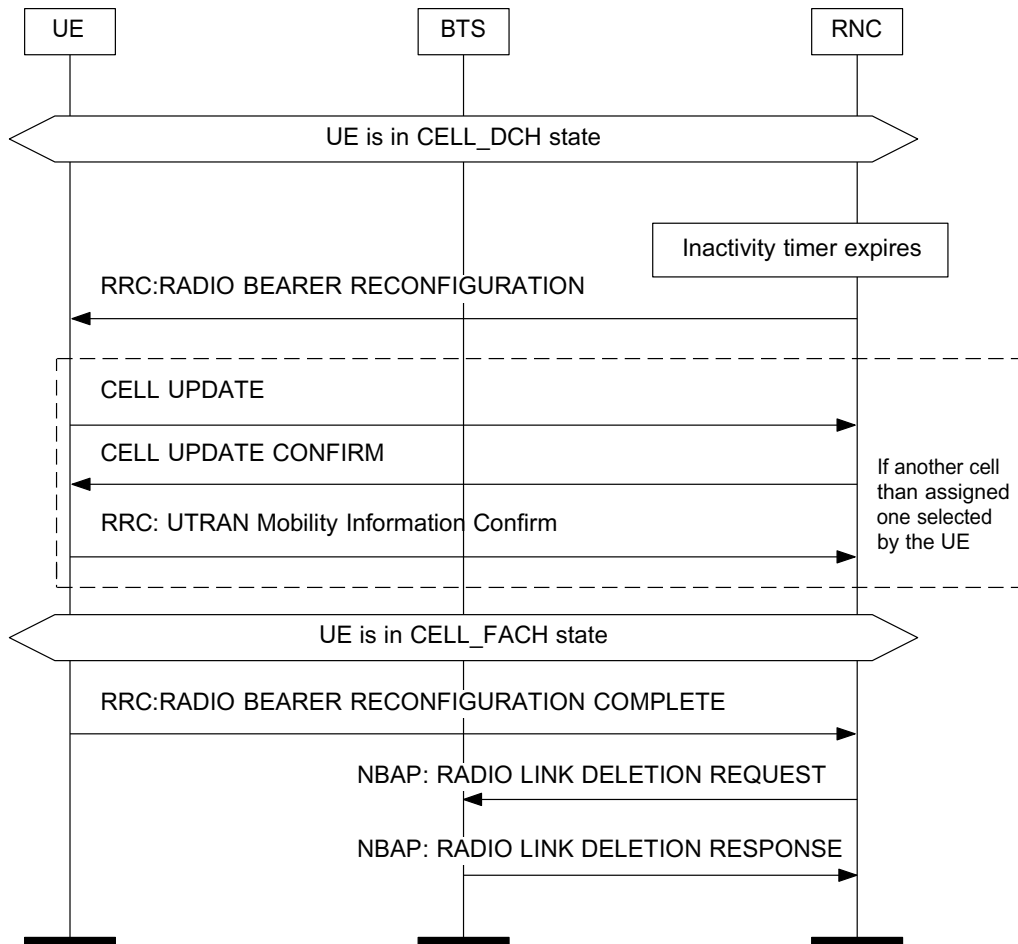 UE
BTS
RNC
UE is in CELL_DCH state
Inactivity timer expires
RRC:RADIO BEARER RECONFIGURATION
CELL UPDATE
CELL UPDATE CONFIRM
If another cell
than assigned
one selected
by the UE
RRC: UTRAN Mobility Information Confirm
UE is in CELL_FACH state
RRC:RADIO BEARER RECONFIGURATION COMPLETE
NBAP: RADIO LINK DELETION REQUEST
NBAP: RADIO LINK DELETION RESPONSE